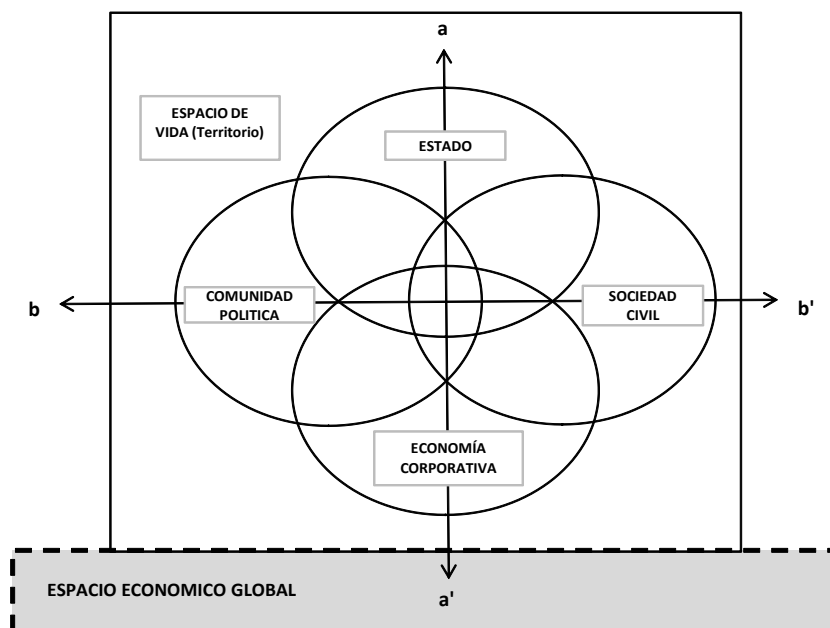 a
ESPACIO DE
VIDA (Territorio)
ESTADO
b
COMUNIDAD
POLITICA
SOCIEDAD
CIVIL
b'
ECONOMÍA
CORPORATIVA
ESPACIO ECONOMICO GLOBAL
a'